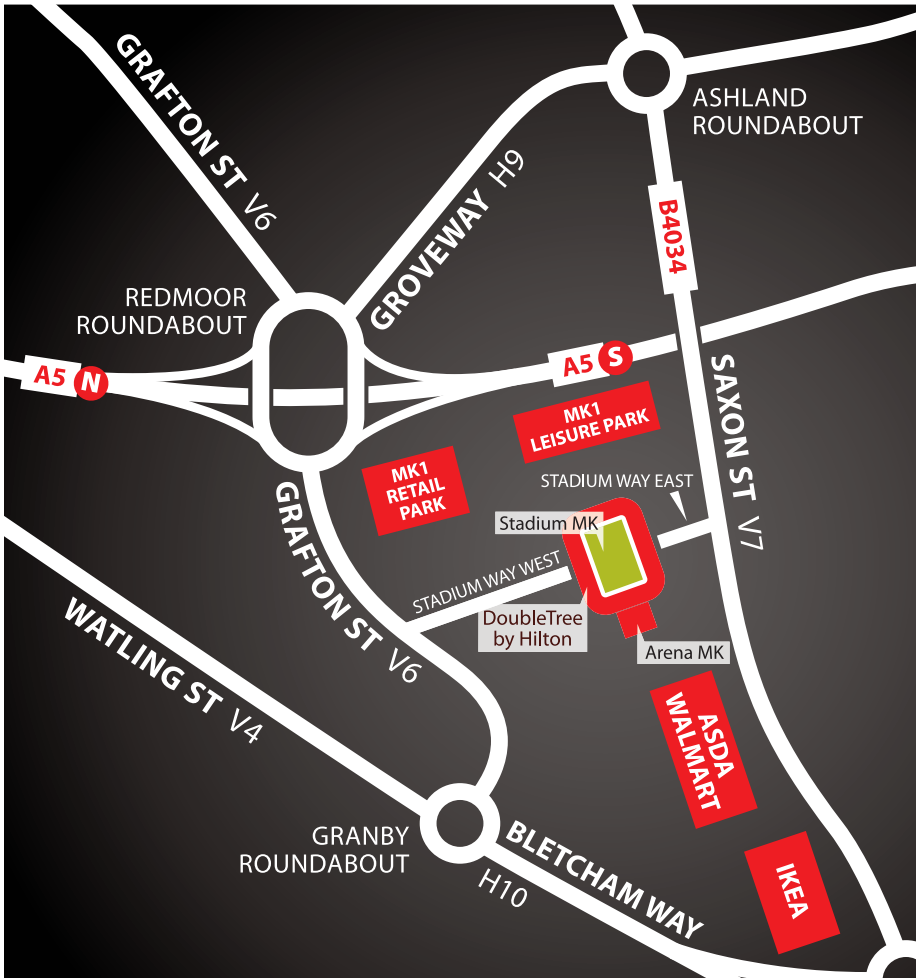 GRAFTON ST V6
ASHLAND
ROUNDABOUT
GROVEWAY H9
B4034
REDMOOR
ROUNDABOUT
A5 N
A5 S
SAXON ST V7
MK1
LEISURE PARK
MK1
RETAIL
PARK
STADIUM WAY EAST
GRAFTON ST V6
Stadium MK
STADIUM WAY WEST
DoubleTree
by Hilton
WATLING ST V4
Arena MK
ASDA
WALMART
GRANBY
ROUNDABOUT
BLETCHAM WAY
H10
IKEA